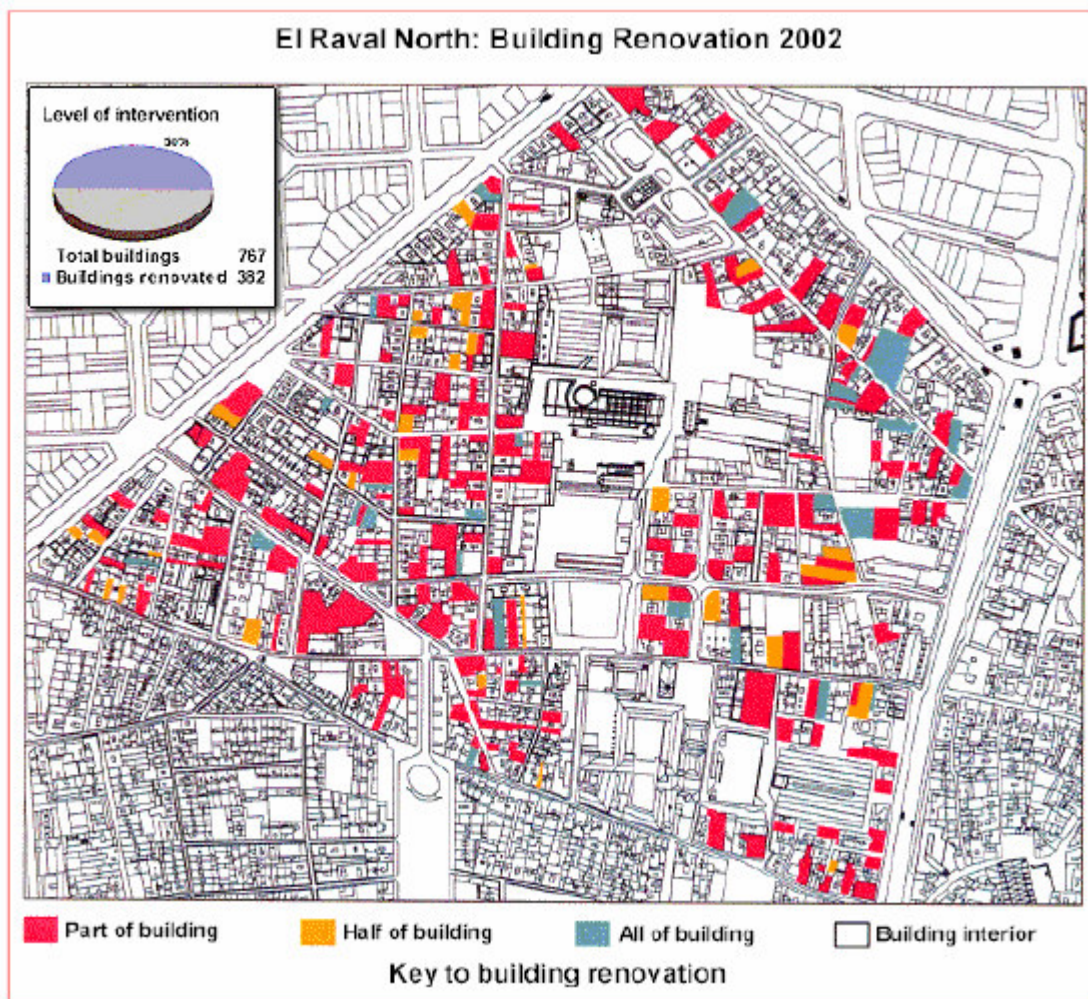 El Raval North: Building Renovation 2002
Level of intervention
Total buildings 767
Buildings renovated 382
Part of building
Half of building
All of building
Building interior
Key to building renovation